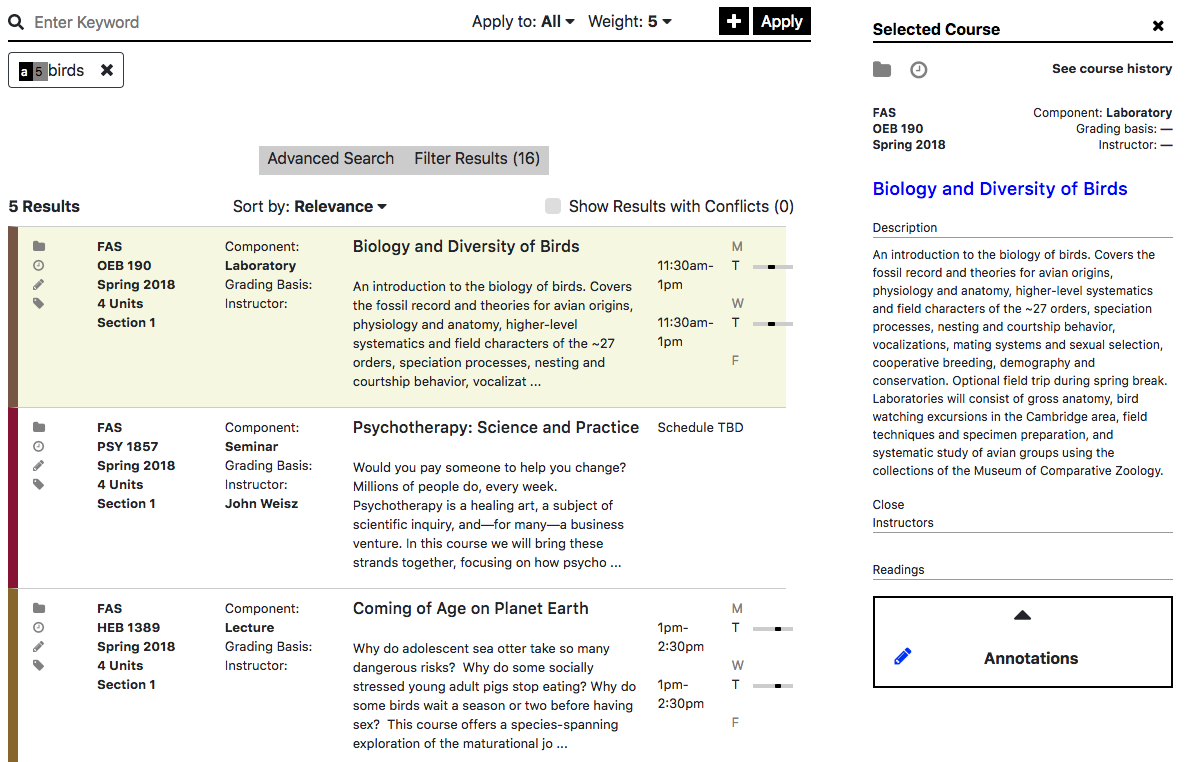 Enter Keyword
Apply to: All
Weight: 5
+
Apply
a 5 birds ×
Advanced Search
Filter Results (16)
5 Results
Sort by: Relevance
Show Results with Conflicts (0)
FAS
OEB 190
Spring 2018
4 Units
Section 1
Component:
Laboratory
Grading Basis:
Instructor:
Biology and Diversity of Birds
An introduction to the biology of birds. Covers
the fossil record and theories for avian origins,
physiology and anatomy, higher-level
systematics and field characters of the ~27
orders, speciation processes, nesting and
courtship behavior, vocalizat ...
M
11:30am-
1pm
T
W
11:30am-
1pm
T
F
FAS
PSY 1857
Spring 2018
4 Units
Section 1
Component:
Seminar
Grading Basis:
Instructor:
John Weisz
Psychotherapy: Science and Practice
Would you pay someone to help you change?
Millions of people do, every week.
Psychotherapy is a healing art, a subject of
scientific inquiry, and—for many—a business
venture. In this course we will bring these
strands together, focusing on how psycho ...
Schedule TBD
FAS
HEB 1389
Spring 2018
4 Units
Section 1
Component:
Lecture
Grading Basis:
Instructor:
Coming of Age on Planet Earth
Why do adolescent sea otter take so many
dangerous risks?  Why do some socially
stressed young adult pigs stop eating? Why do
some birds wait a season or two before having
sex?  This course offers a species-spanning
exploration of the maturational jo ...
M
1pm-
2:30pm
T
W
1pm-
2:30pm
T
F
Selected Course
×
See course history
FAS
OEB 190
Spring 2018
Component: Laboratory
Grading basis: —
Instructor: —
Biology and Diversity of Birds
Description
An introduction to the biology of birds. Covers the
fossil record and theories for avian origins,
physiology and anatomy, higher-level systematics
and field characters of the ~27 orders, speciation
processes, nesting and courtship behavior,
vocalizations, mating systems and sexual selection,
cooperative breeding, demography and
conservation. Optional field trip during spring break.
Laboratories will consist of gross anatomy, bird
watching excursions in the Cambridge area, field
techniques and specimen preparation, and
systematic study of avian groups using the
collections of the Museum of Comparative Zoology.
Close
Instructors
Readings
Annotations